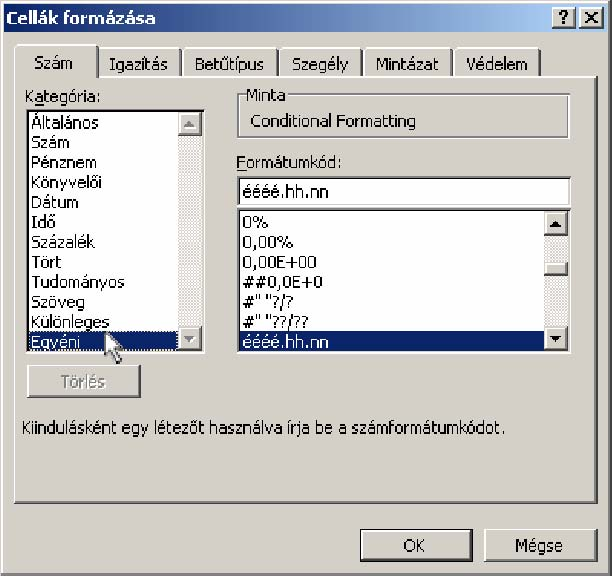 Cellák formázása
Szám Igazítás Betűtípus Szegély Mintázat Védelem
Kategória:
Általános
Szám
Pénznem
Könyvelői
Dátum
Idő
Százalék
Tört
Tudományos
Szöveg
Különleges
Egyéni
Törlés
Minta
Conditional Formatting
Formátumkód:
éééé.hh.nn
0%
0,00%
0,00E+00
##0,0E+0
#" "?/?
#" "??/??
éééé.hh.nn
Kiindulásként egy létezőt használva írja be a számformátumkódot.
OK Mégse